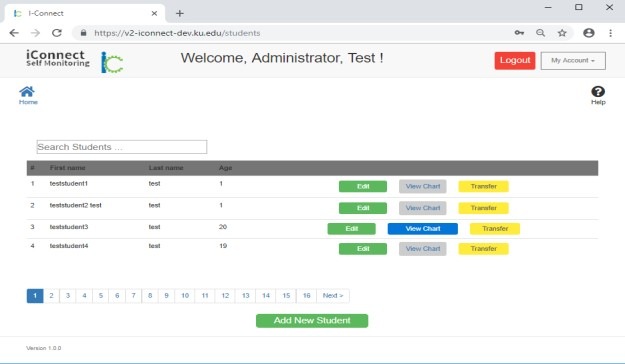 I-Connect
https://v2-iconnect-dev.ku.edu/students
iConnect
Self Monitoring
iC
Welcome, Administrator, Test !
Logout
My Account
Home
Help
Search Students ...
# First name Last name Age
1 teststudent1 test 1 Edit View Chart Transfer
2 teststudent2 test test 1 Edit View Chart Transfer
3 teststudent3 test 20 Edit View Chart Transfer
4 teststudent4 test 19 Edit View Chart Transfer
1 2 3 4 5 6 7 8 9 10 11 12 13 14 15 16 Next >
Add New Student
Version 1.0.0